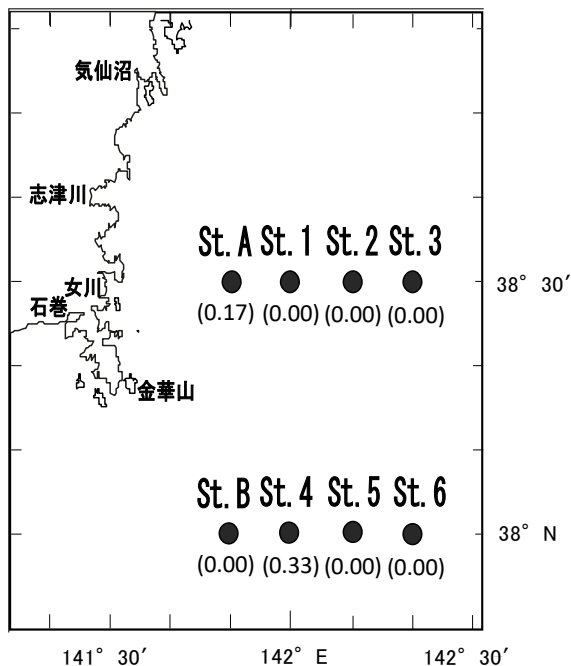 気仙沼
志津川
St. A St. 1 St. 2 St. 3
女川
38° 30′
石巻
(0.17) (0.00) (0.00) (0.00)
金華山
St. B St. 4 St. 5 St. 6
38° N
(0.00) (0.33) (0.00) (0.00)
141° 30′ 142° E 142° 30′